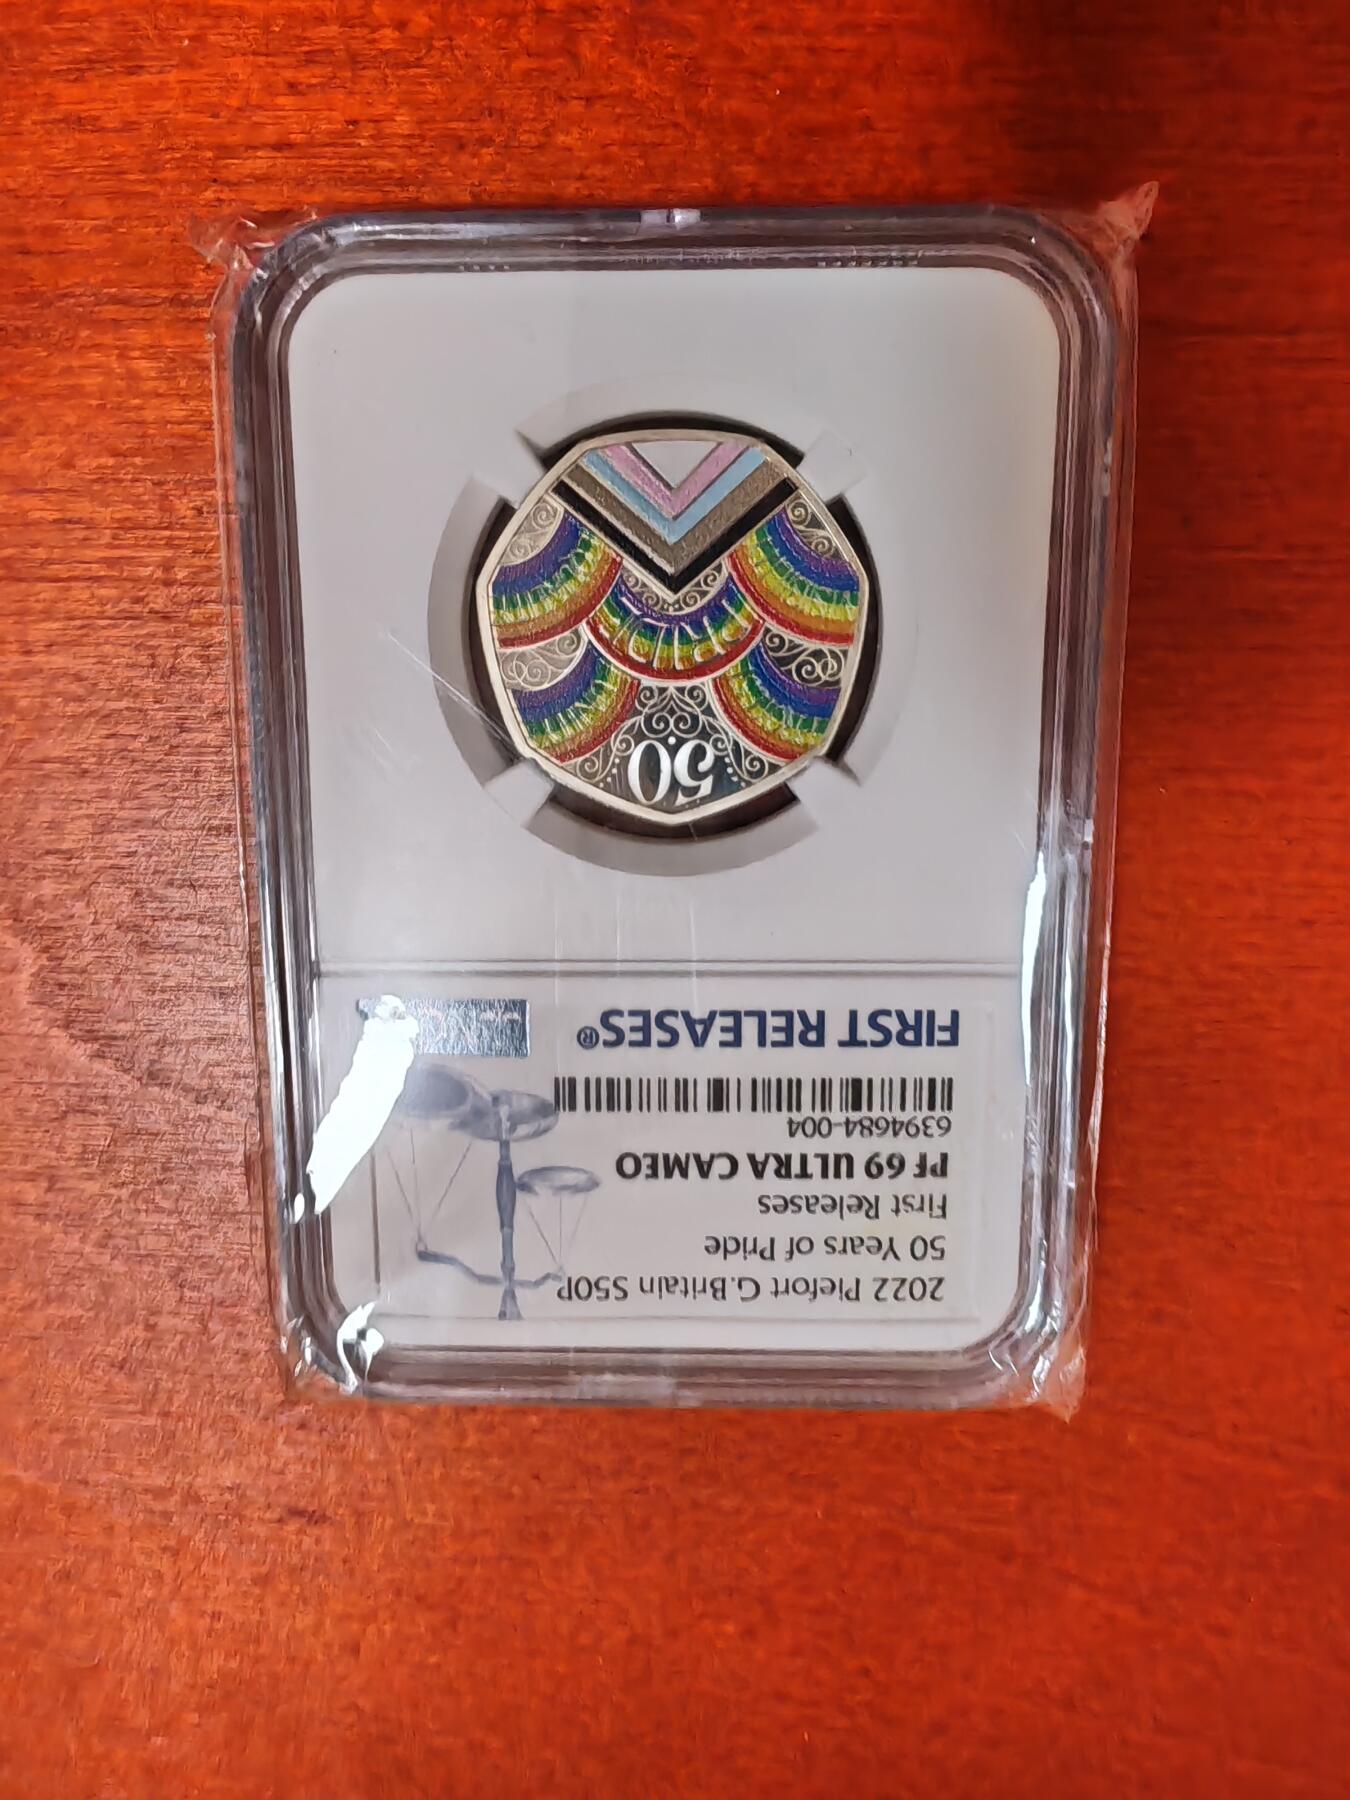 2022 Piefort G.Britain S50P
50 Years of Pride
First Releases
PF 69 ULTRA CAMEO
6394684-004
FIRST RELEASES®
50
PRIDE
UNITY